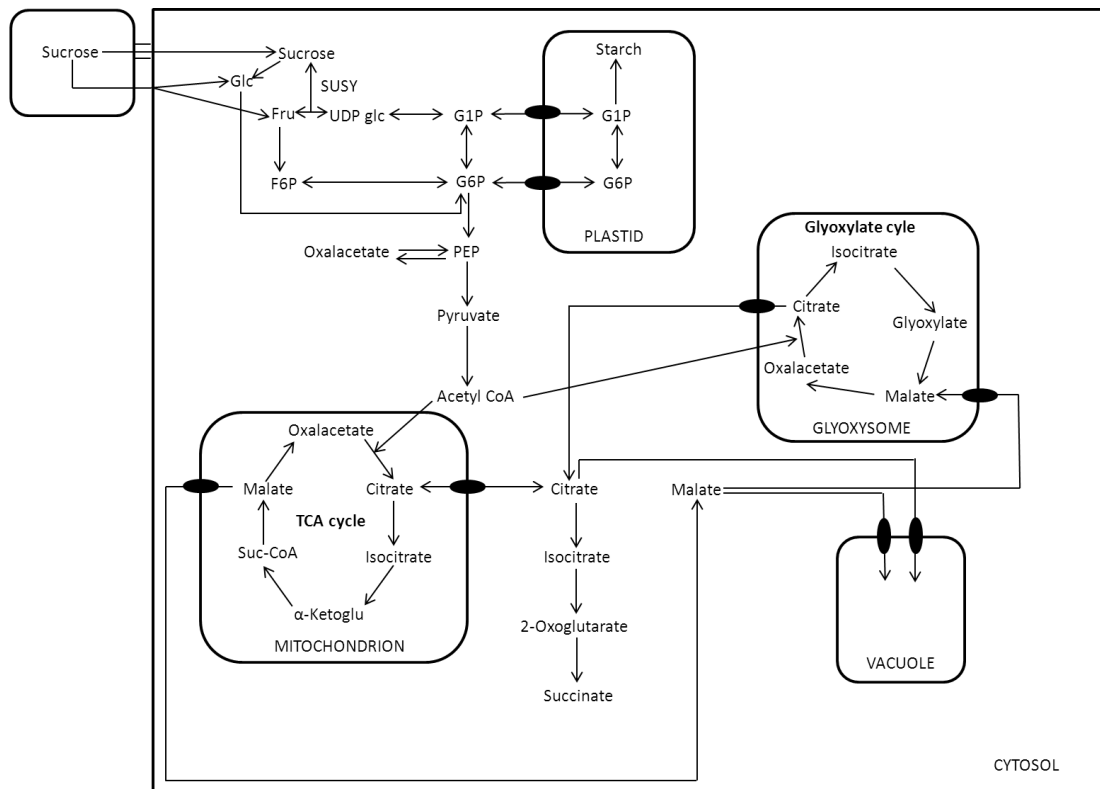 Sucrose
Sucrose
Starch
Glc
SUSY
Fru
UDP glc
G1P
G1P
F6P
G6P
G6P
PLASTID
Glyoxylate cyle
Isocitrate
Oxalacetate
PEP
Citrate
Pyruvate
Glyoxylate
Oxalacetate
Acetyl CoA
Malate
GLYOXYSOME
Oxalacetate
Malate
Citrate
Citrate
Malate
TCA cycle
Suc-CoA
Isocitrate
Isocitrate
α-Ketoglu
2-Oxoglutarate
MITOCHONDRION
VACUOLE
Succinate
CYTOSOL